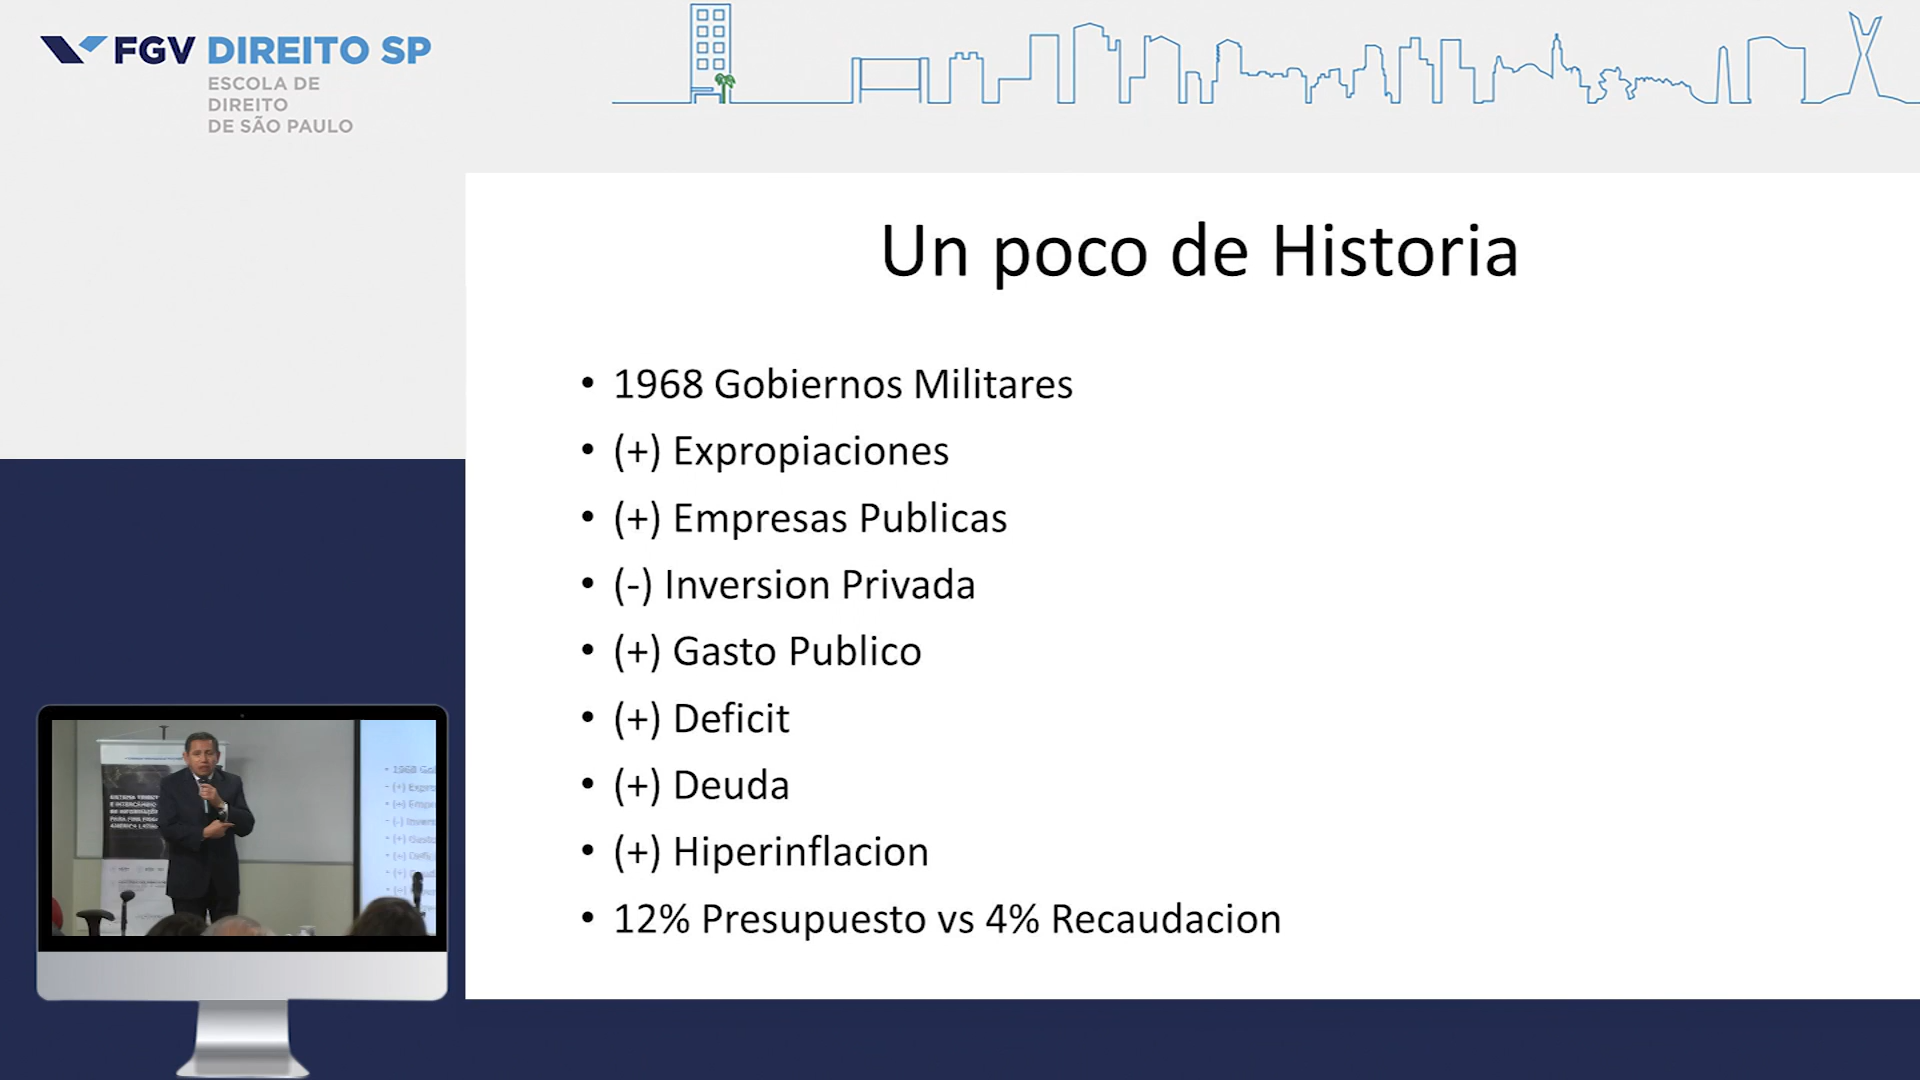 FGV DIREITO SP
ESCOLA DE
DIREITO
DE SÃO PAULO
Un poco de Historia
• 1968 Gobiernos Militares
• (+) Expropiaciones
• (+) Empresas Publicas
• (-) Inversion Privada
• (+) Gasto Publico
• (+) Deficit
• (+) Deuda
• (+) Hiperinflacion
• 12% Presupuesto vs 4% Recaudacion